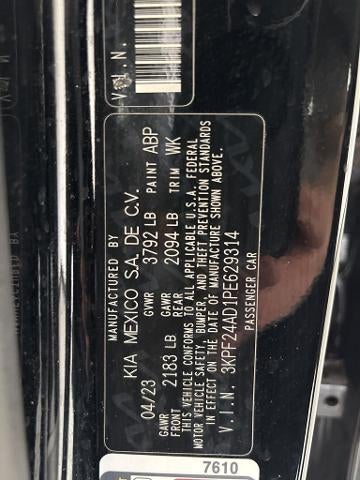 V.I.N.
MANUFACTURED BY
KIA MEXICO S.A. DE C.V.
04/23 GVWR 3792 LB PAINT ABP
GAWR FRONT 2183 LB GAWR REAR 2094 LB TRIM WK
THIS VEHICLE CONFORMS TO ALL APPLICABLE U.S.A. FEDERAL
MOTOR VEHICLE SAFETY, BUMPER, AND THEFT PREVENTION STANDARDS
IN EFFECT ON THE DATE OF MANUFACTURE SHOWN ABOVE.
V.I.N. 3KPF24AD1PE629314
PASSENGER CAR
7610